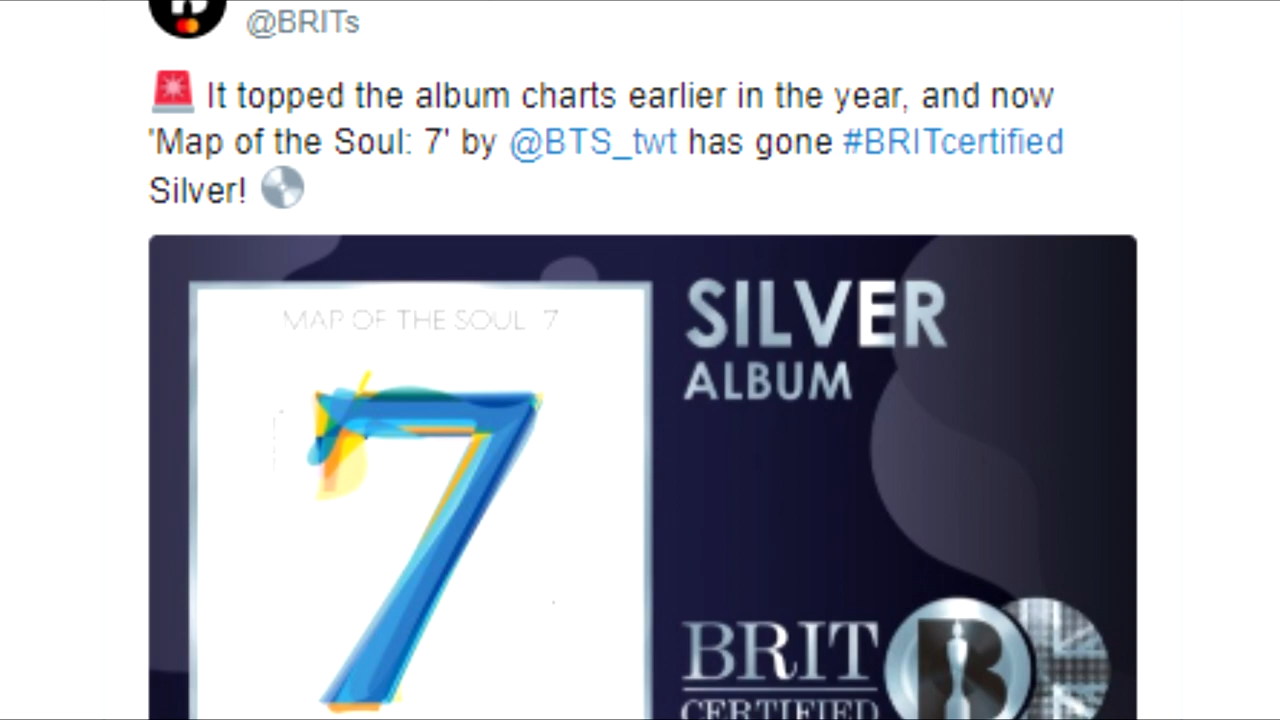 @BRITs
🚨 It topped the album charts earlier in the year, and now
'Map of the Soul: 7' by @BTS_twt has gone #BRITcertified
Silver! 💿
MAP OF THE SOUL 7
7
SILVER
ALBUM
BRIT
CERTIFIED